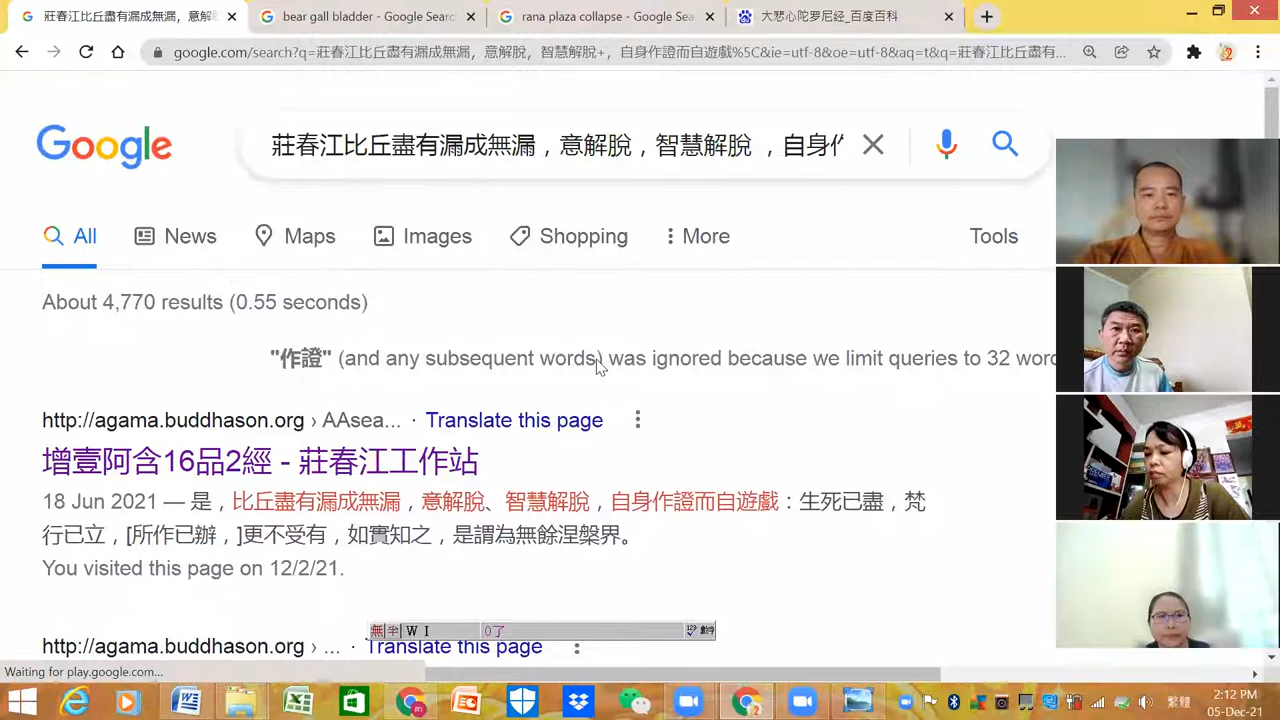 莊春江比丘盡有漏成無漏，意解
bear gall bladder - Google Searc
rana plaza collapse - Google Sea
大悲心陀罗尼经_百度百科
google.com/search?q=莊春江比丘盡有漏成無漏，意解脫，智慧解脫+，自身作證而自遊戲%5C&ie=utf-8&oe=utf-8&aq=t&q=莊春江比丘盡有...
Google
莊春江比丘盡有漏成無漏，意解脫，智慧解脫 ，自身作
All
News
Maps
Images
Shopping
More
Tools
About 4,770 results (0.55 seconds)
"作證" (and any subsequent words) was ignored because we limit queries to 32 word
http://agama.buddhason.org › AAsea... · Translate this page
增壹阿含16品2經 - 莊春江工作站
18 Jun 2021 — 是，比丘盡有漏成無漏，意解脫、智慧解脫，自身作證而自遊戲：生死已盡，梵
行已立，[所作已辦，]更不受有，如實知之，是謂為無餘涅槃界。
You visited this page on 12/2/21.
無 半 W I 0了
http://agama.buddhason.org › ... · Translate this page
Waiting for play.google.com...
繁體
2:12 PM
05-Dec-21